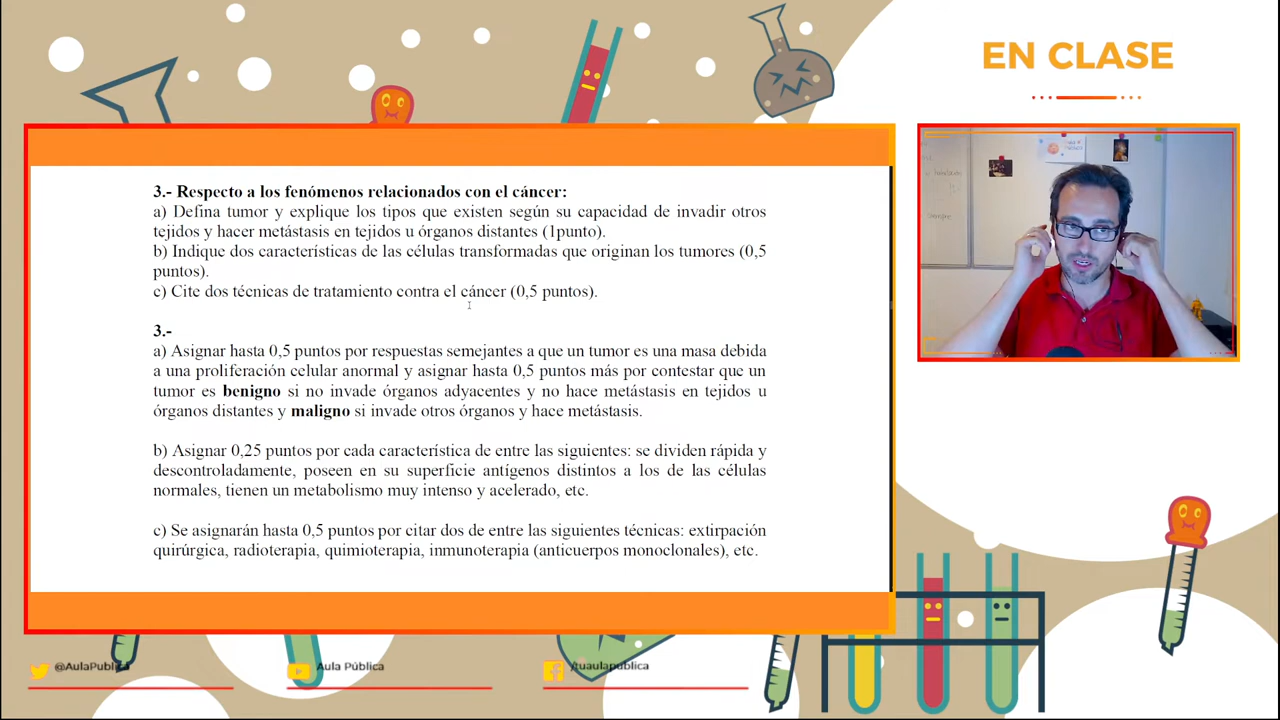 EN CLASE
3.- Respecto a los fenómenos relacionados con el cáncer:
a) Defina tumor y explique los tipos que existen según su capacidad de invadir otros
tejidos y hacer metástasis en tejidos u órganos distantes (1punto).
b) Indique dos características de las células transformadas que originan los tumores (0,5
puntos).
c) Cite dos técnicas de tratamiento contra el cáncer (0,5 puntos).
3.-
a) Asignar hasta 0,5 puntos por respuestas semejantes a que un tumor es una masa debida
a una proliferación celular anormal y asignar hasta 0,5 puntos más por contestar que un
tumor es benigno si no invade órganos adyacentes y no hace metástasis en tejidos u
órganos distantes y maligno si invade otros órganos y hace metástasis.
b) Asignar 0,25 puntos por cada característica de entre las siguientes: se dividen rápida y
descontroladamente, poseen en su superficie antígenos distintos a los de las células
normales, tienen un metabolismo muy intenso y acelerado, etc.
c) Se asignarán hasta 0,5 puntos por citar dos de entre las siguientes técnicas: extirpación
quirúrgica, radioterapia, quimioterapia, inmunoterapia (anticuerpos monoclonales), etc.
@AulaPublica
Aula Pública
/tuaulapublica